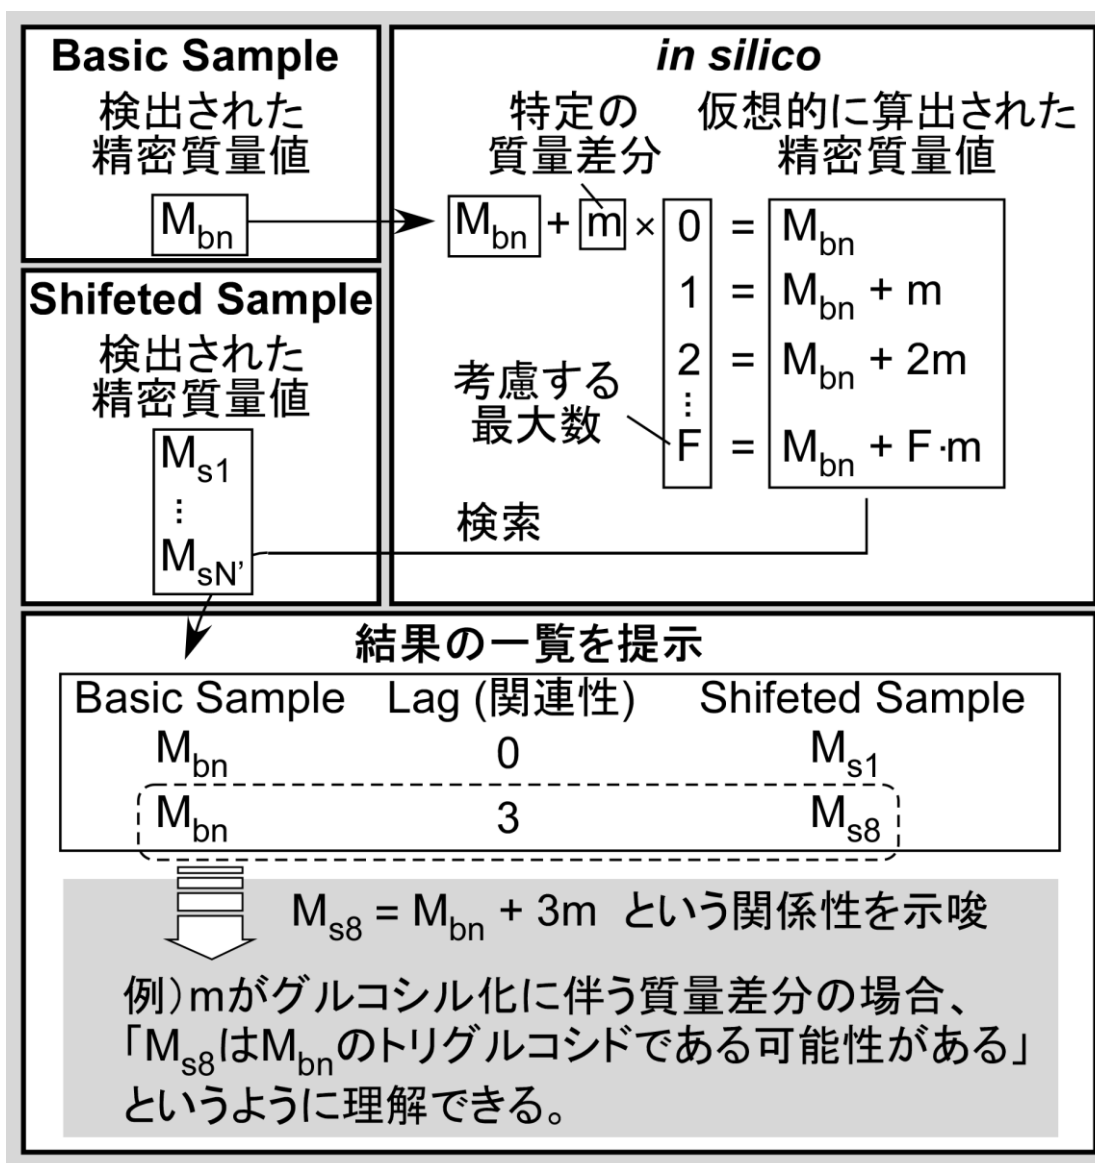 Basic Sample
検出された
精密質量値
M_bn
Shifeted Sample
検出された
精密質量値
M_s1
⋮
M_sN'
in silico
特定の
質量差分
仮想的に算出された
精密質量値
M_bn + m × 0 = M_bn
1 = M_bn + m
2 = M_bn + 2m
⋮
考慮する
最大数
F = M_bn + F·m
検索
結果の一覧を提示
Basic Sample Lag (関連性) Shifeted Sample
M_bn 0 M_s1
M_bn 3 M_s8
M_s8 = M_bn + 3m という関係性を示唆
例）mがグルコシル化に伴う質量差分の場合、
「M_s8はM_bnのトリグルコシドである可能性がある」
というように理解できる。